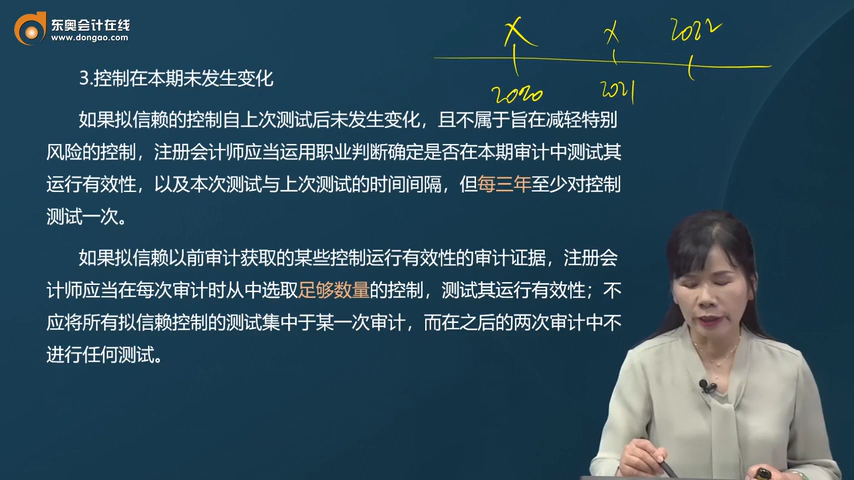 东奥会计在线
www.dongao.com
X X 2022
2020 2021
3.控制在本期未发生变化
如果拟信赖的控制自上次测试后未发生变化，且不属于旨在减轻特别
风险的控制，注册会计师应当运用职业判断确定是否在本期审计中测试其
运行有效性，以及本次测试与上次测试的时间间隔，但每三年至少对控制
测试一次。
如果拟信赖以前审计获取的某些控制运行有效性的审计证据，注册会
计师应当在每次审计时从中选取足够数量的控制，测试其运行有效性；不
应将所有拟信赖控制的测试集中于某一次审计，而在之后的两次审计中不
进行任何测试。